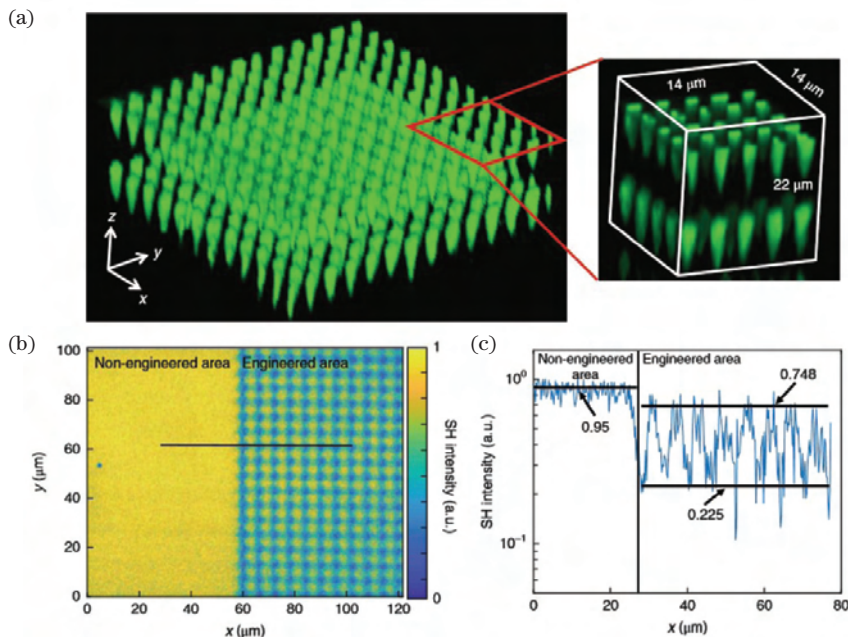 (a)
14 μm
14 μm
22 μm
z
y
x
(b)
Non-engineered area
Engineered area
100
80
60
40
20
0
y (μm)
0
20
40
60
80
100
120
x (μm)
1
0
SH intensity (a.u.)
(c)
Non-engineered
area
Engineered area
0.748
0.95
0.225
10⁰
10⁻¹
SH intensity (a.u.)
0
20
40
60
80
x (μm)